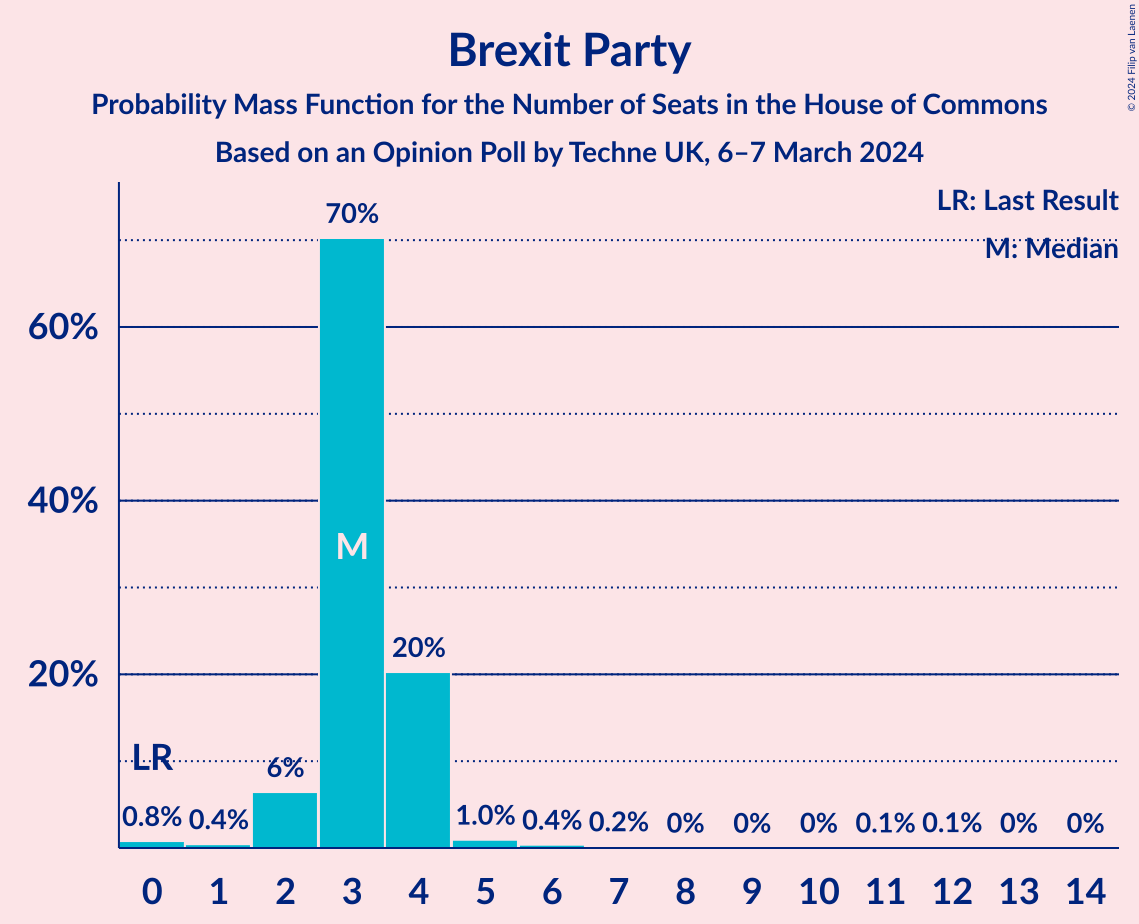 Brexit Party
Probability Mass Function for the Number of Seats in the House of Commons
Based on an Opinion Poll by Techne UK, 6–7 March 2024
© 2024 Filip van Laenen
LR: Last Result
M: Median
70%
60%
40%
M
20%
20%
LR
6%
0.8% 0.4% 1.0% 0.4% 0.2% 0% 0% 0% 0.1% 0.1% 0% 0%
0 1 2 3 4 5 6 7 8 9 10 11 12 13 14